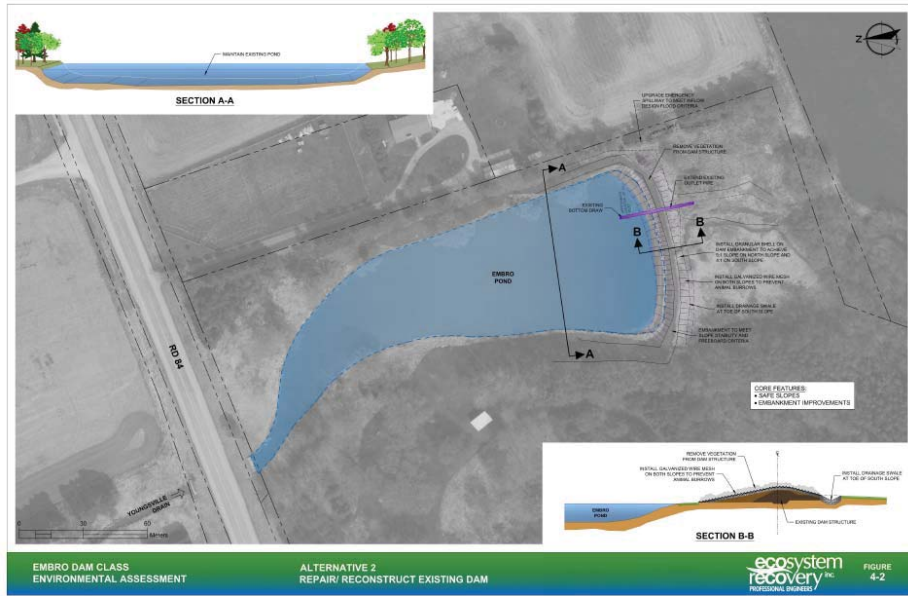 MAINTAIN EXISTING POND
SECTION A-A
Z
UPGRADE EMERGENCY
SPILLWAY TO MEET
DESIGN FLOOD CRITERIA
REMOVE VEGETATION
FROM DAM STRUCTURE
EXTEND EXISTING
OUTLET PIPE
A
EXISTING
BOTTOM DRAW
B
B
INSTALL GRANULAR SHELL ON
DAM EMBANKMENT TO ACHIEVE
SLOPE ON NORTH SLOPE AND
ON SOUTH SLOPE
EMBRO
POND
INSTALL GALVANIZED WIRE MESH
ON BOTH SLOPES TO PREVENT
ANIMAL BURROWS
INSTALL DRAINAGE SWALE
AT TOE OF SOUTH SLOPE
EMBANKMENT TO MEET
SLOPE STABILITY AND
FREEBOARD CRITERIA
A
RD 84
CORE FEATURES:
• SAFE SLOPES
• EMBANKMENT IMPROVEMENTS
YOUNGSVILLE
DRAIN
0 30 60
Metres
REMOVE VEGETATION
FROM DAM STRUCTURE
INSTALL GALVANIZED WIRE MESH
ON BOTH SLOPES TO PREVENT
ANIMAL BURROWS
INSTALL DRAINAGE SWALE
AT TOE OF SOUTH SLOPE
EMBRO
POND
EXISTING DAM STRUCTURE
SECTION B-B
EMBRO DAM CLASS
ENVIRONMENTAL ASSESSMENT
ALTERNATIVE 2
REPAIR/ RECONSTRUCT EXISTING DAM
ecosystem
recovery inc.
PROFESSIONAL ENGINEERS
FIGURE
4-2